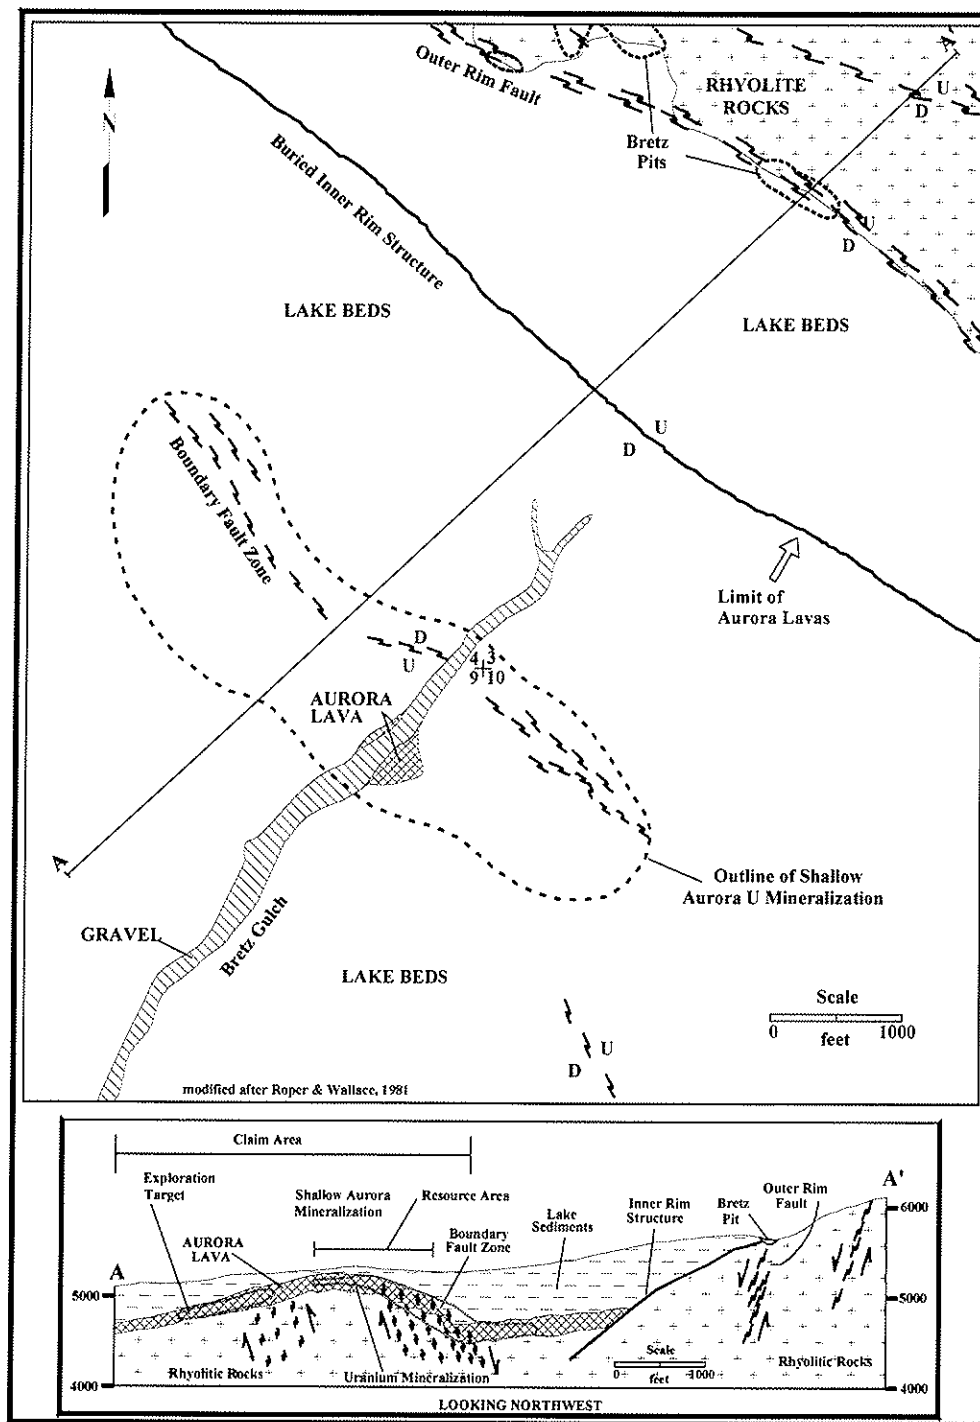 N
Outer Rim Fault
RHYOLITE
ROCKS
A'
U
D
Bretz
Pits
U
D
Buried Inner Rim Structure
LAKE BEDS
LAKE BEDS
U
D
Boundary Fault Zone
Limit of
Aurora Lavas
D
U
4 3
9 10
AURORA
LAVA
A
Outline of Shallow
Aurora U Mineralization
GRAVEL
Bretz Gulch
LAKE BEDS
Scale
0 1000
feet
U
D
modified after Roper & Wallace, 1981
Claim Area
Exploration
Target
Shallow Aurora
Mineralization
Resource Area
Boundary
Fault Zone
Lake
Sediments
Inner Rim
Structure
Bretz
Pit
Outer Rim
Fault
A'
6000
AURORA
LAVA
A
5000
5000
Scale
0 1000
feet
Rhyolitic Rocks
Uranium Mineralization
Rhyolitic Rocks
4000
4000
LOOKING NORTHWEST